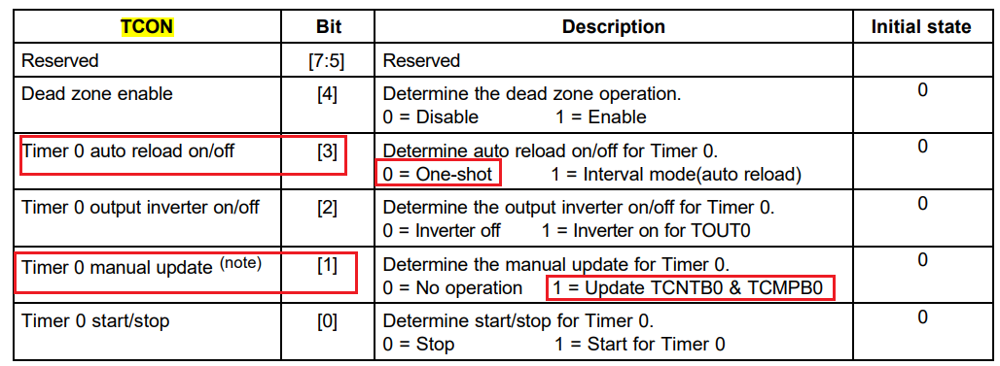 TCON Bit Description Initial state
Reserved [7:5] Reserved
Dead zone enable [4] Determine the dead zone operation. 0
0 = Disable 1 = Enable
Timer 0 auto reload on/off [3] Determine auto reload on/off for Timer 0. 0
0 = One-shot 1 = Interval mode(auto reload)
Timer 0 output inverter on/off [2] Determine the output inverter on/off for Timer 0. 0
0 = Inverter off 1 = Inverter on for TOUT0
Timer 0 manual update (note) [1] Determine the manual update for Timer 0. 0
0 = No operation 1 = Update TCNTB0 & TCMPB0
Timer 0 start/stop [0] Determine start/stop for Timer 0. 0
0 = Stop 1 = Start for Timer 0